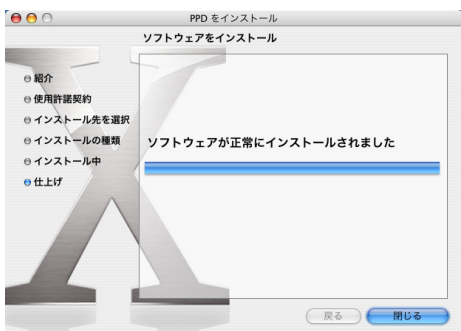 PPD をインストール
ソフトウェアをインストール
紹介
使用許諾契約
インストール先を選択
インストールの種類
インストール中
仕上げ
ソフトウェアが正常にインストールされました
戻る
閉じる